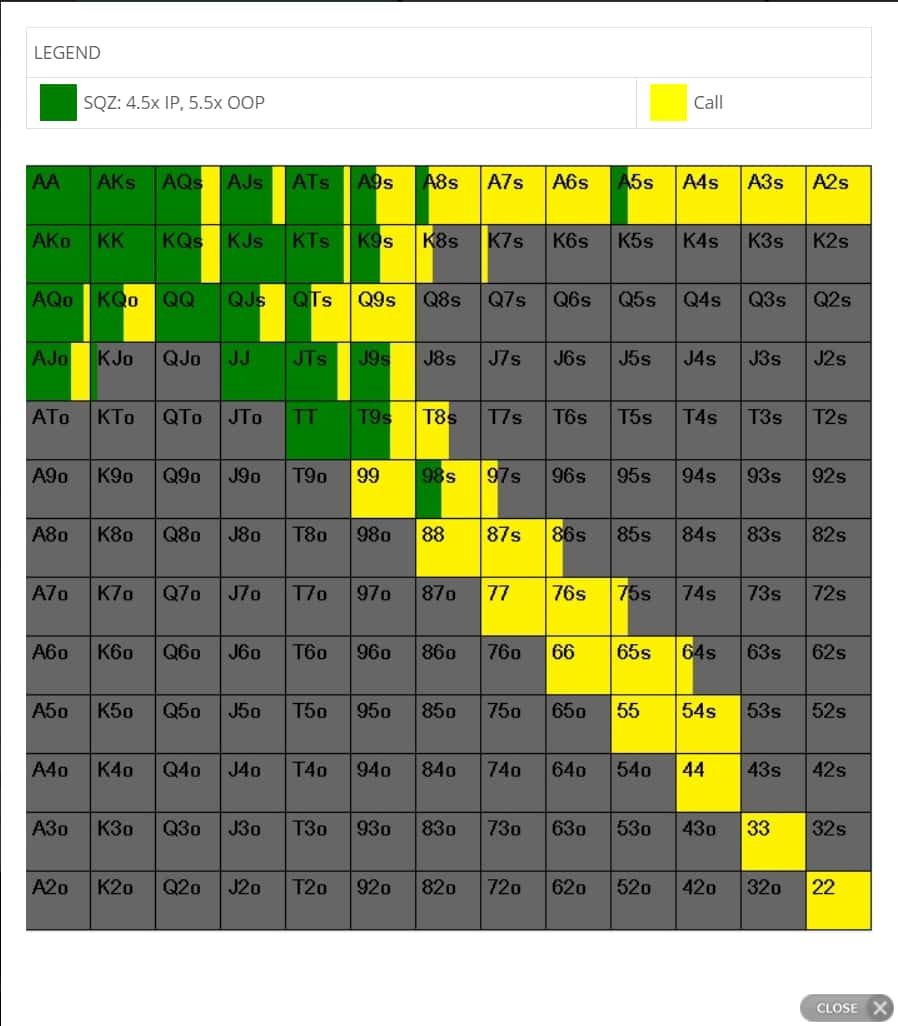 LEGEND
SQZ: 4.5x IP, 5.5x OOP Call
AA AKs AQs AJs ATs A9s A8s A7s A6s A5s A4s A3s A2s
AKo KK KQs KJs KTs K9s K8s K7s K6s K5s K4s K3s K2s
AQo KQo QQ QJs QTs Q9s Q8s Q7s Q6s Q5s Q4s Q3s Q2s
AJo KJo QJo JJ JTs J9s J8s J7s J6s J5s J4s J3s J2s
ATo KTo QTo JTo TT T9s T8s T7s T6s T5s T4s T3s T2s
A9o K9o Q9o J9o T9o 99 98s 97s 96s 95s 94s 93s 92s
A8o K8o Q8o J8o T8o 98o 88 87s 86s 85s 84s 83s 82s
A7o K7o Q7o J7o T7o 97o 87o 77 76s 75s 74s 73s 72s
A6o K6o Q6o J6o T6o 96o 86o 76o 66 65s 64s 63s 62s
A5o K5o Q5o J5o T5o 95o 85o 75o 65o 55 54s 53s 52s
A4o K4o Q4o J4o T4o 94o 84o 74o 64o 54o 44 43s 42s
A3o K3o Q3o J3o T3o 93o 83o 73o 63o 53o 43o 33 32s
A2o K2o Q2o J2o T2o 92o 82o 72o 62o 52o 42o 32o 22
CLOSE